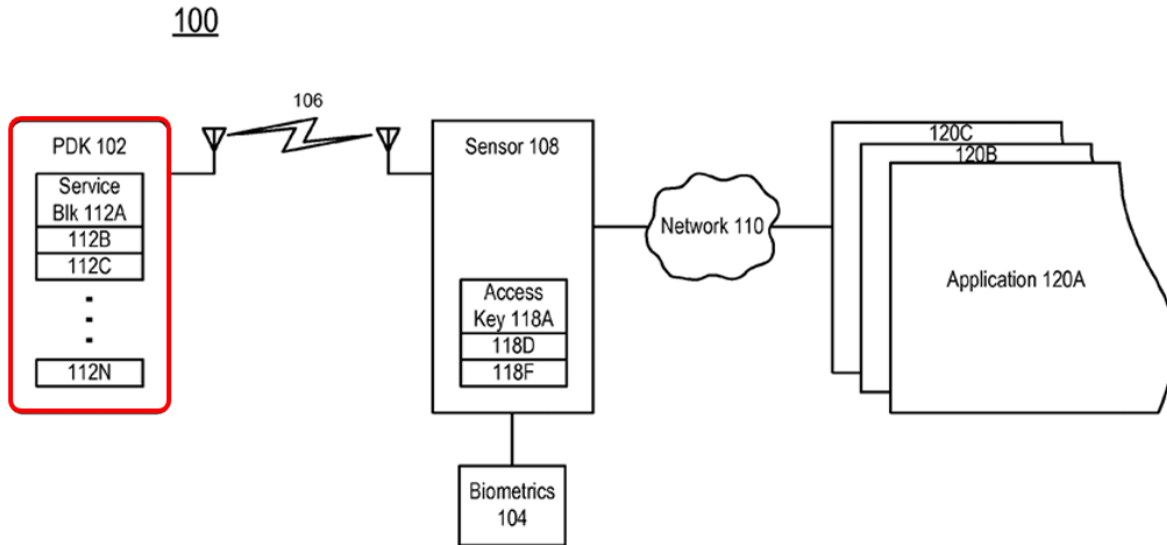 100
106
PDK 102
Service
Blk 112A
112B
112C
112N
Sensor 108
Access
Key 118A
118D
118F
Biometrics
104
Network 110
120C
120B
Application 120A